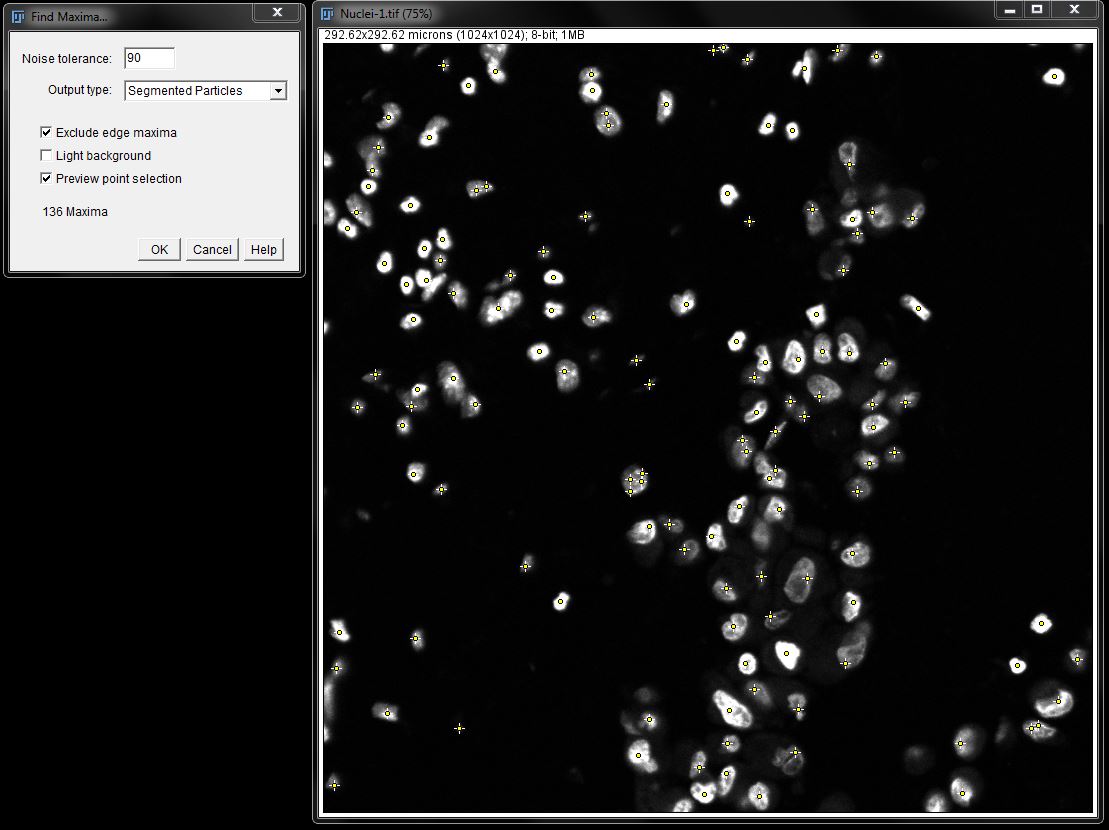 Find Maxima...
Noise tolerance: 90
Output type: Segmented Particles
Exclude edge maxima
Light background
Preview point selection
136 Maxima
OK Cancel Help
Nuclei-1.tif (75%)
292.62x292.62 microns (1024x1024); 8-bit; 1MB